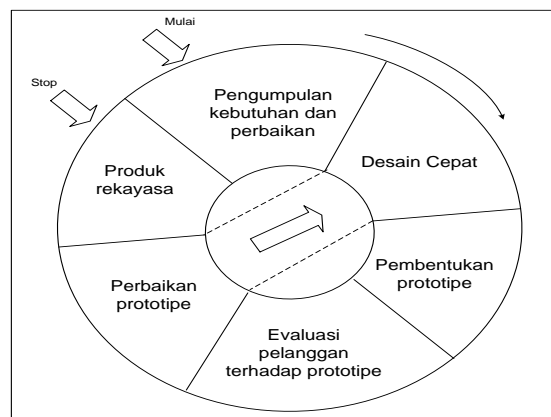 Mulai
Stop
Pengumpulan
kebutuhan dan
perbaikan
Desain Cepat
Pembentukan
prototipe
Evaluasi
pelanggan
terhadap prototipe
Perbaikan
prototipe
Produk
rekayasa